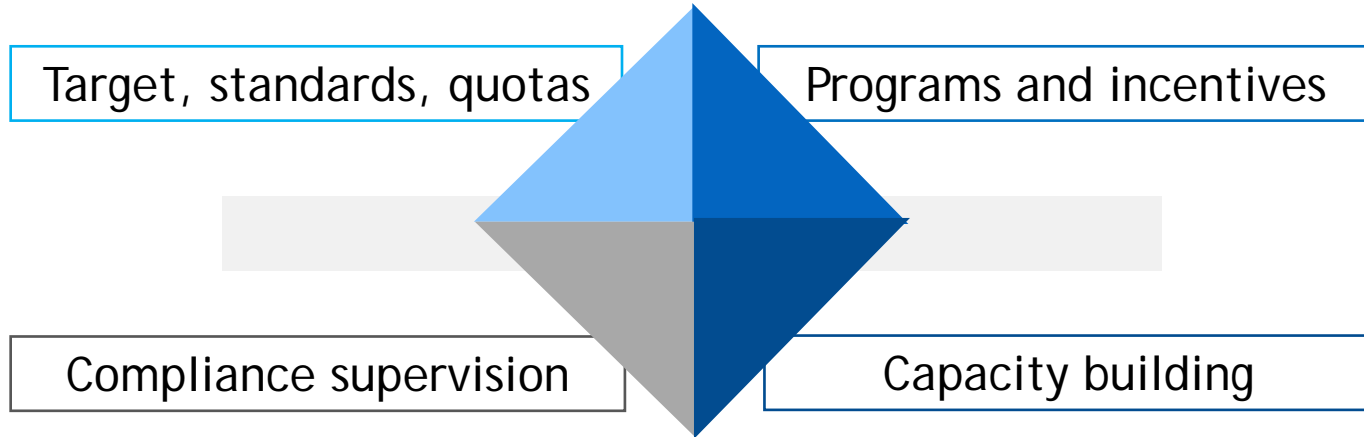 Target, standards, quotas
Programs and incentives
Compliance supervision
Capacity building